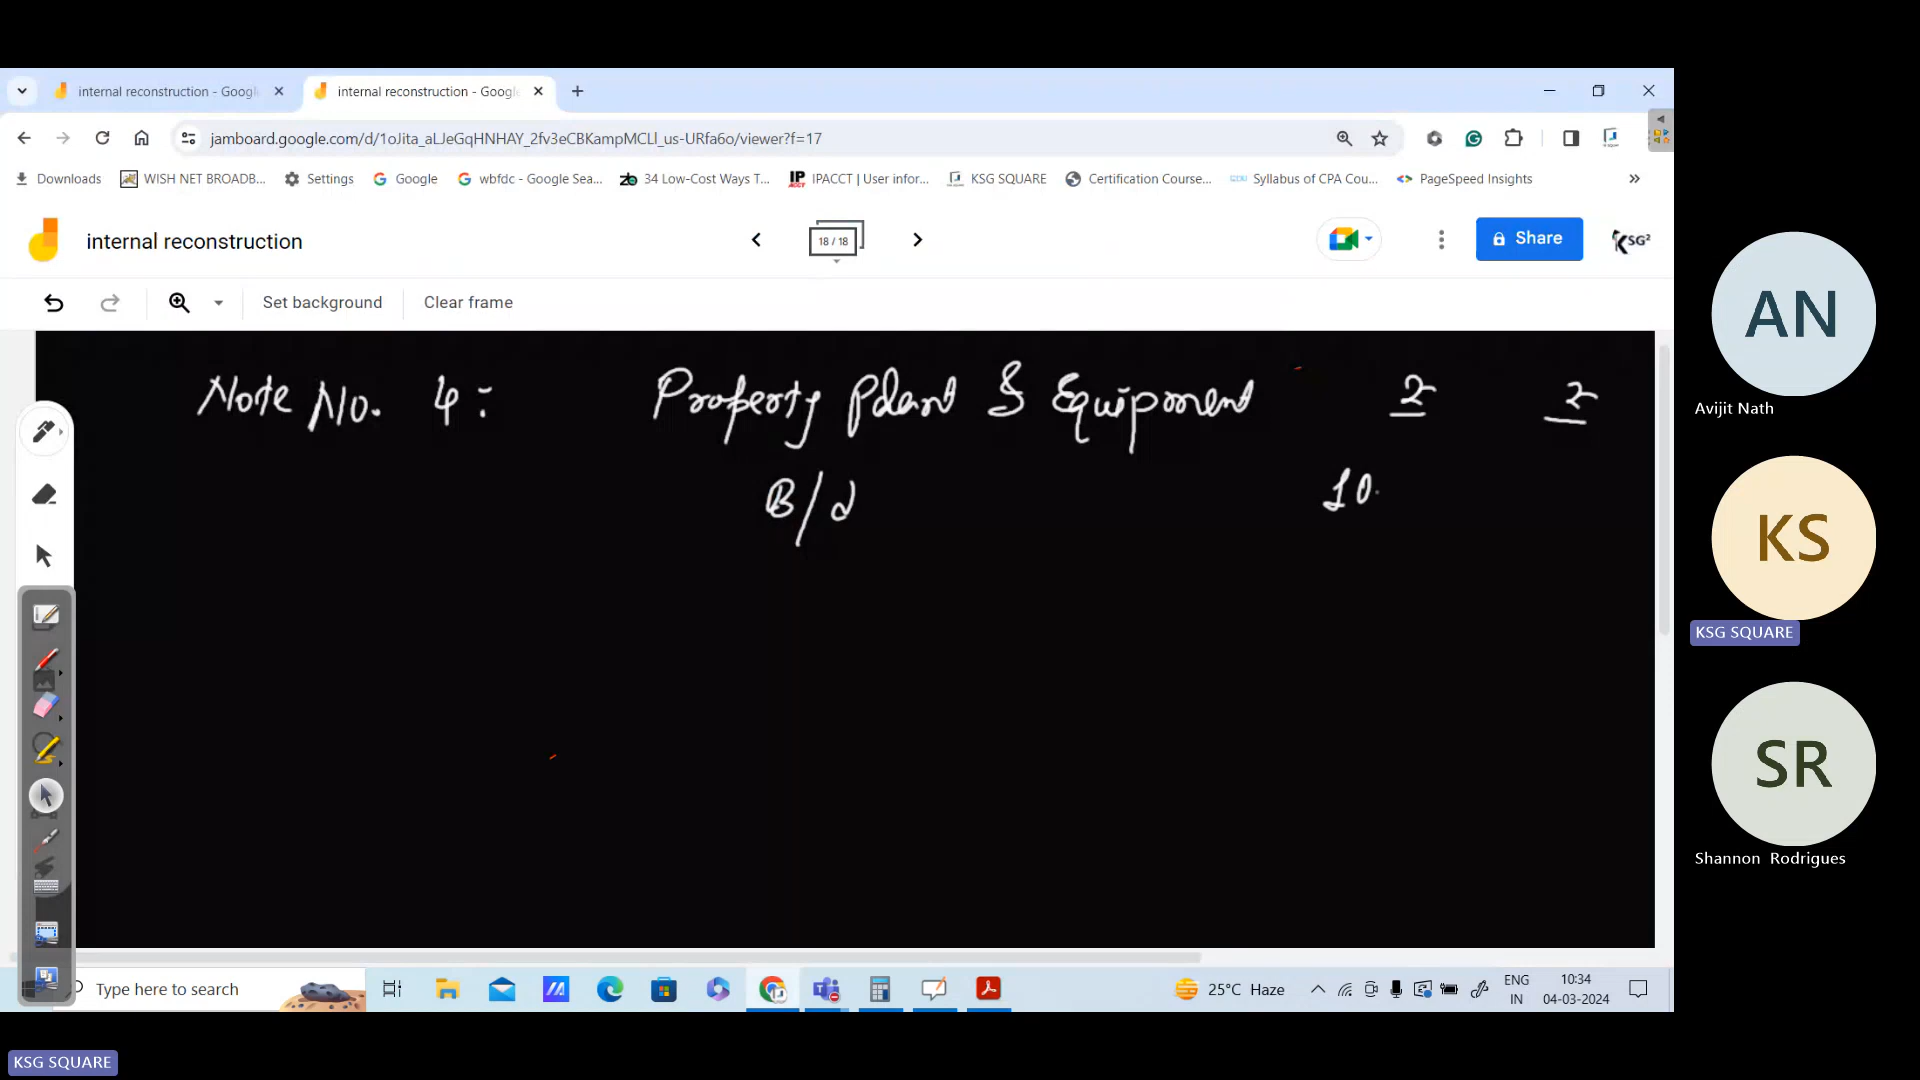 internal reconstruction - Googl
internal reconstruction - Google
jamboard.google.com/d/1oJita_aLJeGqHNHAY_2fv3eCBKampMCLl_us-URfa6o/viewer?f=17
Downloads
WISH NET BROADB...
Settings
Google
wbfdc - Google Sea...
34 Low-Cost Ways T...
IPACCT | User infor...
KSG SQUARE
Certification Course...
Syllabus of CPA Cou...
PageSpeed Insights
internal reconstruction
18 / 18
Share
KSG²
Set background
Clear frame
Note No. 4 :
Property Plant & Equipment
B/d
10
AN
Avijit Nath
KS
KSG SQUARE
SR
Shannon Rodrigues
Type here to search
25°C Haze
ENG
IN
10:34
04-03-2024
KSG SQUARE